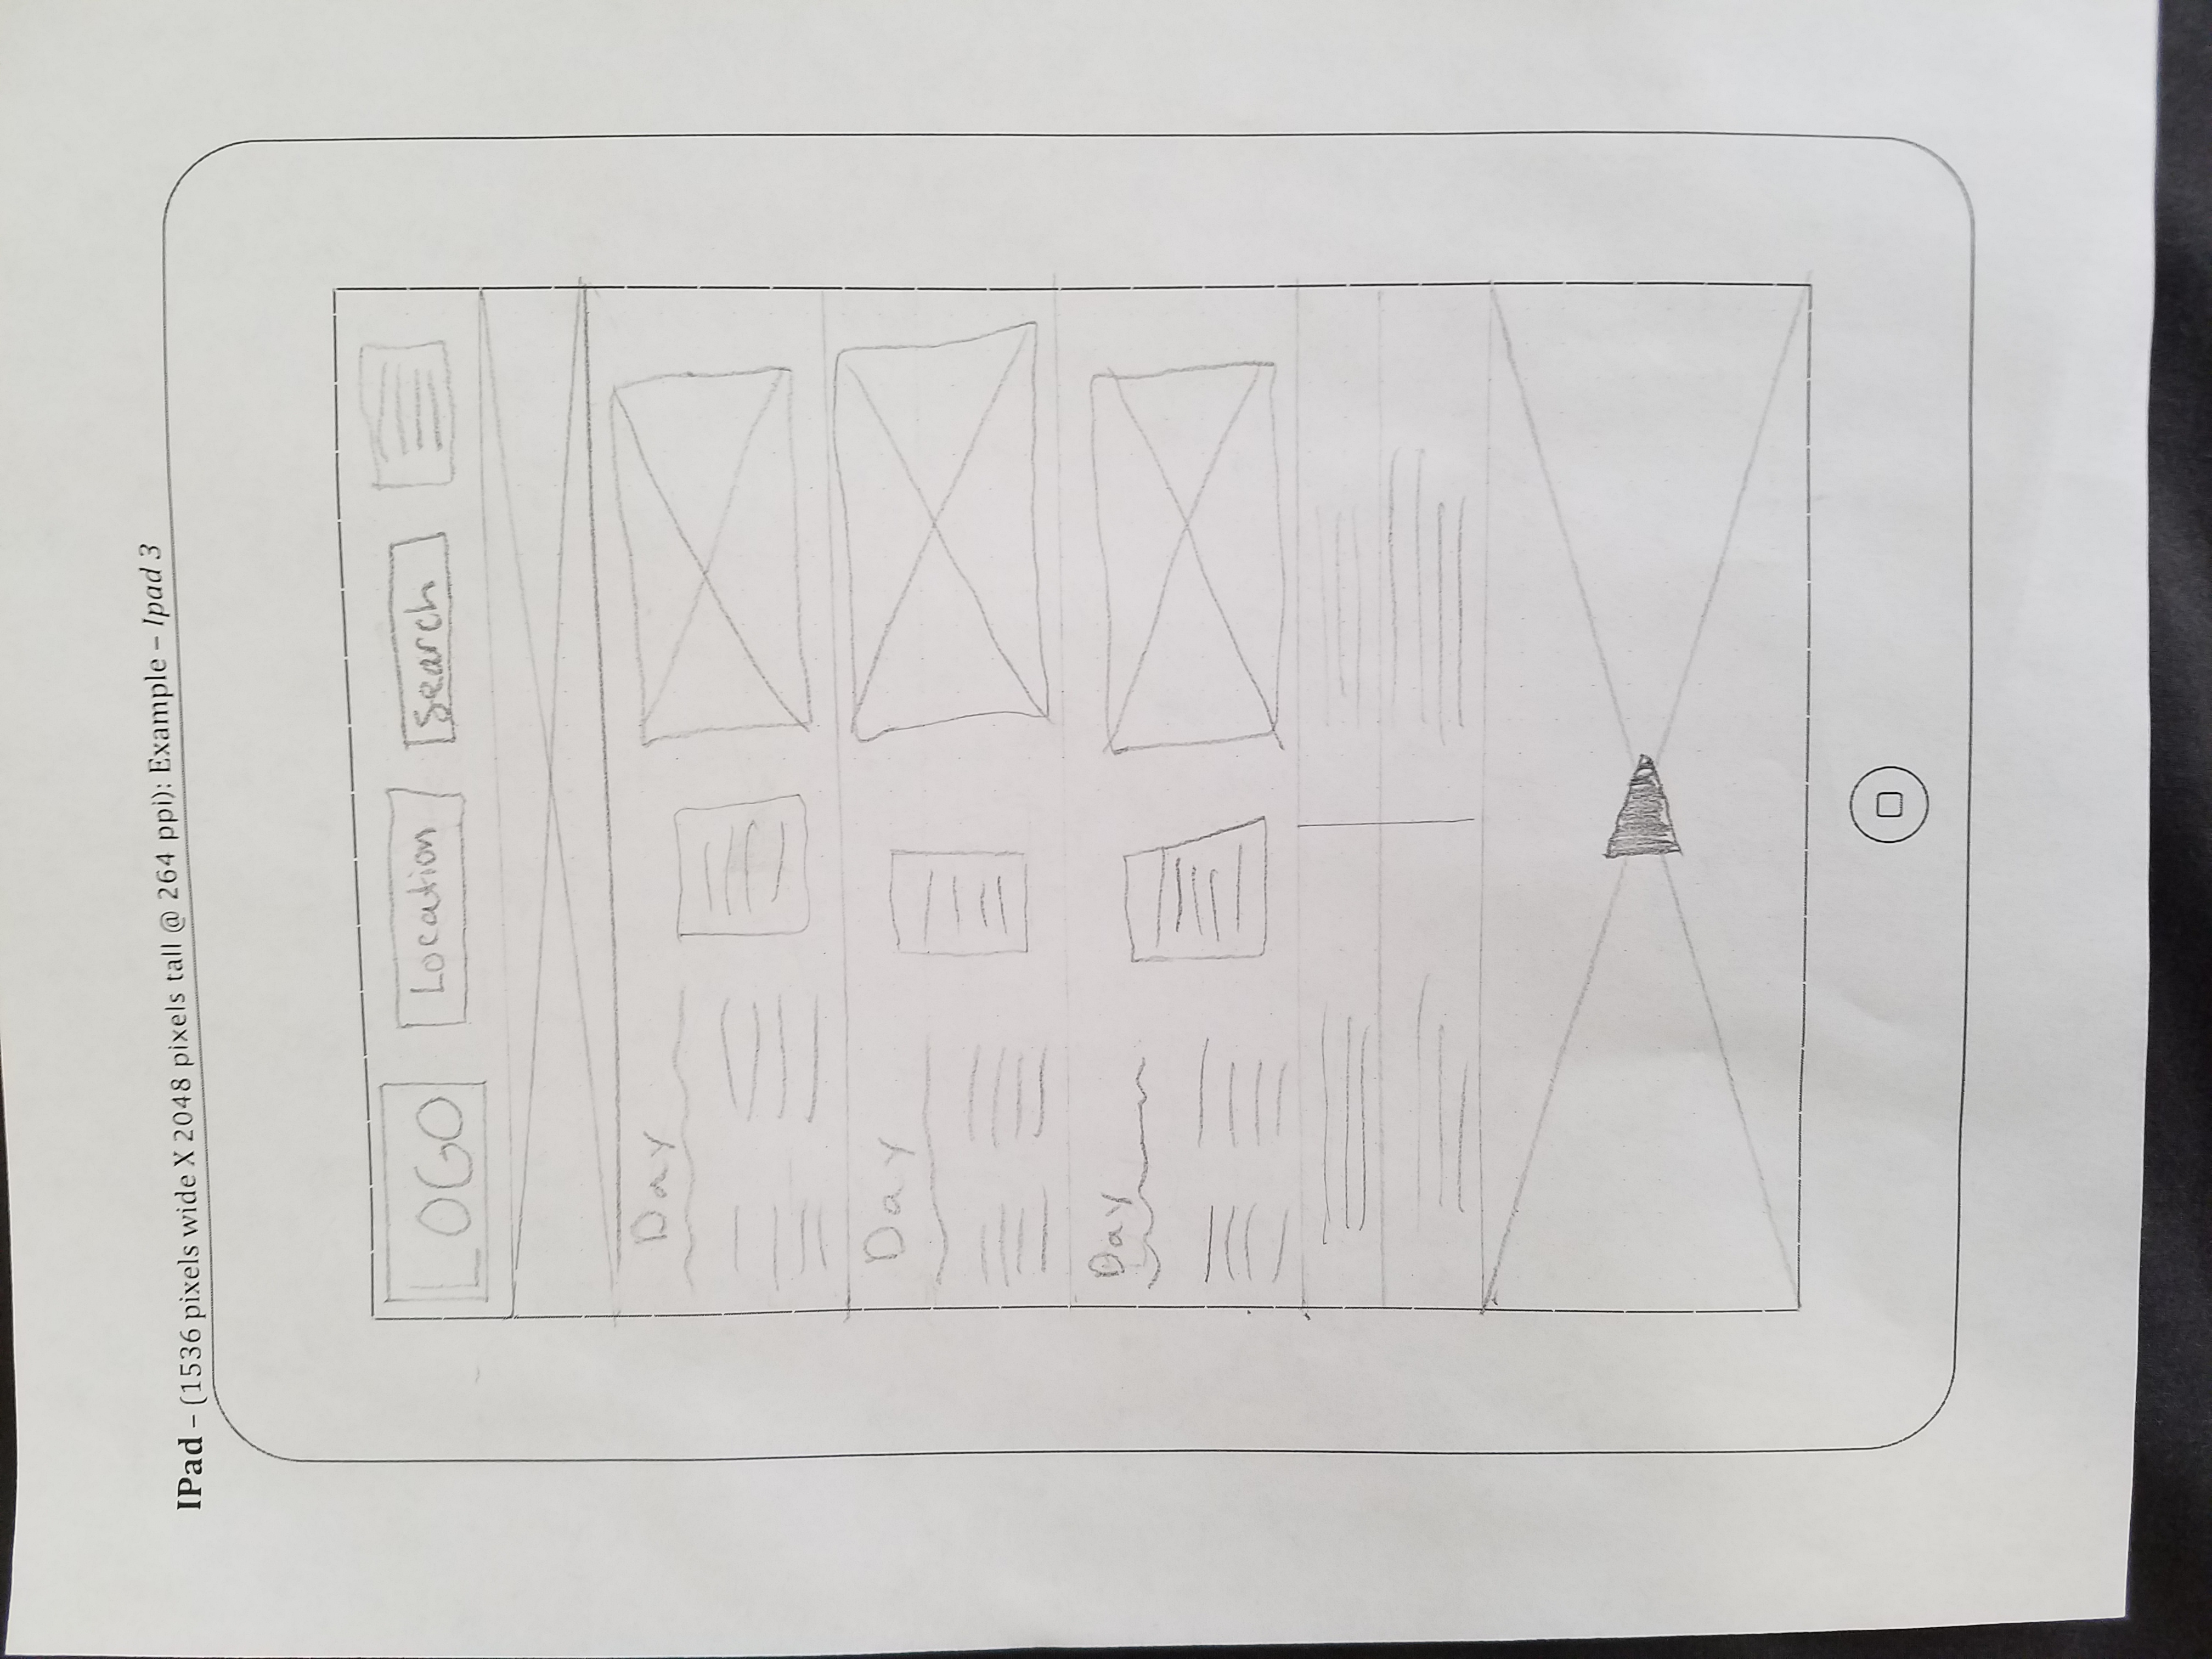 IPad – (1536 pixels wide X 2048 pixels tall @ 264 ppi): Example – Ipad 3
LOGO Location Search
Day
Day
Day